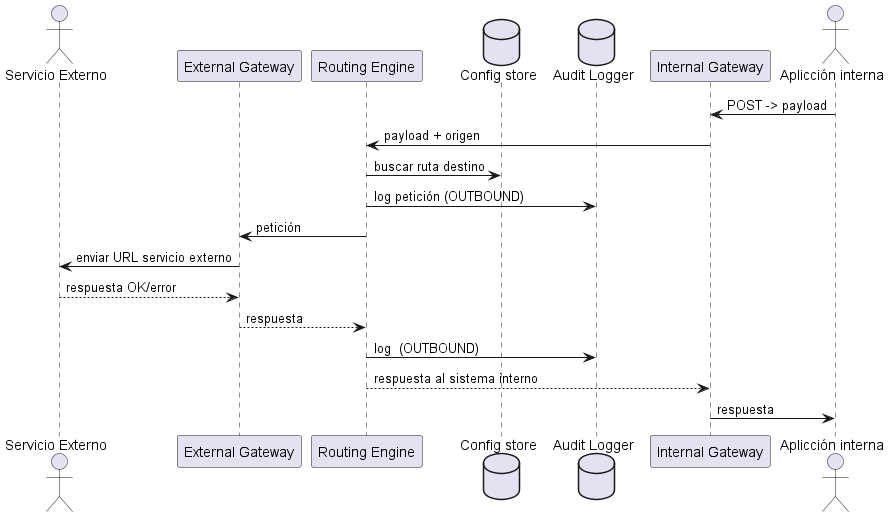 Servicio Externo
External Gateway
Routing Engine
Config store
Audit Logger
Internal Gateway
Aplicción interna
POST -> payload
payload + origen
buscar ruta destino
log petición (OUTBOUND)
petición
enviar URL servicio externo
respuesta OK/error
respuesta
log  (OUTBOUND)
respuesta al sistema interno
respuesta
Servicio Externo
External Gateway
Routing Engine
Config store
Audit Logger
Internal Gateway
Aplicción interna